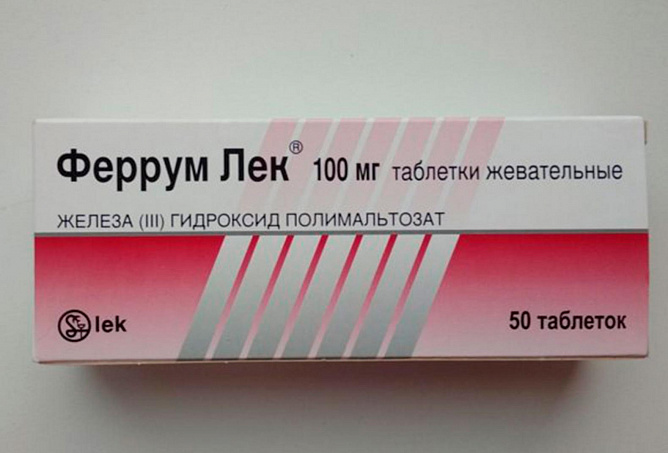 Феррум Лек® 100 мг таблетки жевательные
ЖЕЛЕЗА (III) ГИДРОКСИД ПОЛИМАЛЬТОЗАТ
lek
50 таблеток